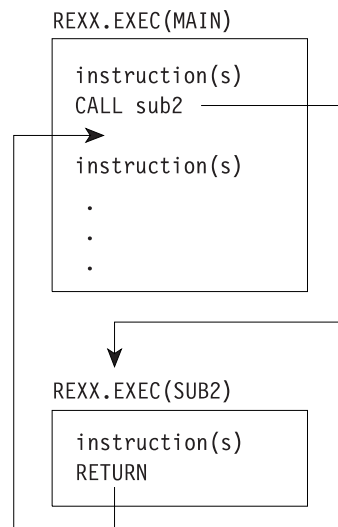 REXX.EXEC(MAIN)
instruction(s)
CALL sub2
instruction(s)
.
.
.
REXX.EXEC(SUB2)
instruction(s)
RETURN